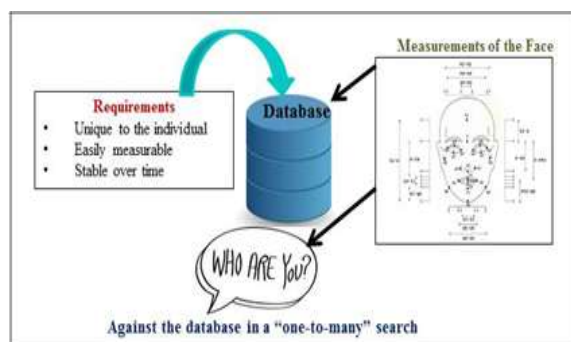 Measurements of the Face
Requirements
• Unique to the individual
• Easily measurable
• Stable over time
Database
WHO ARE YOU?
Against the database in a "one-to-many" search